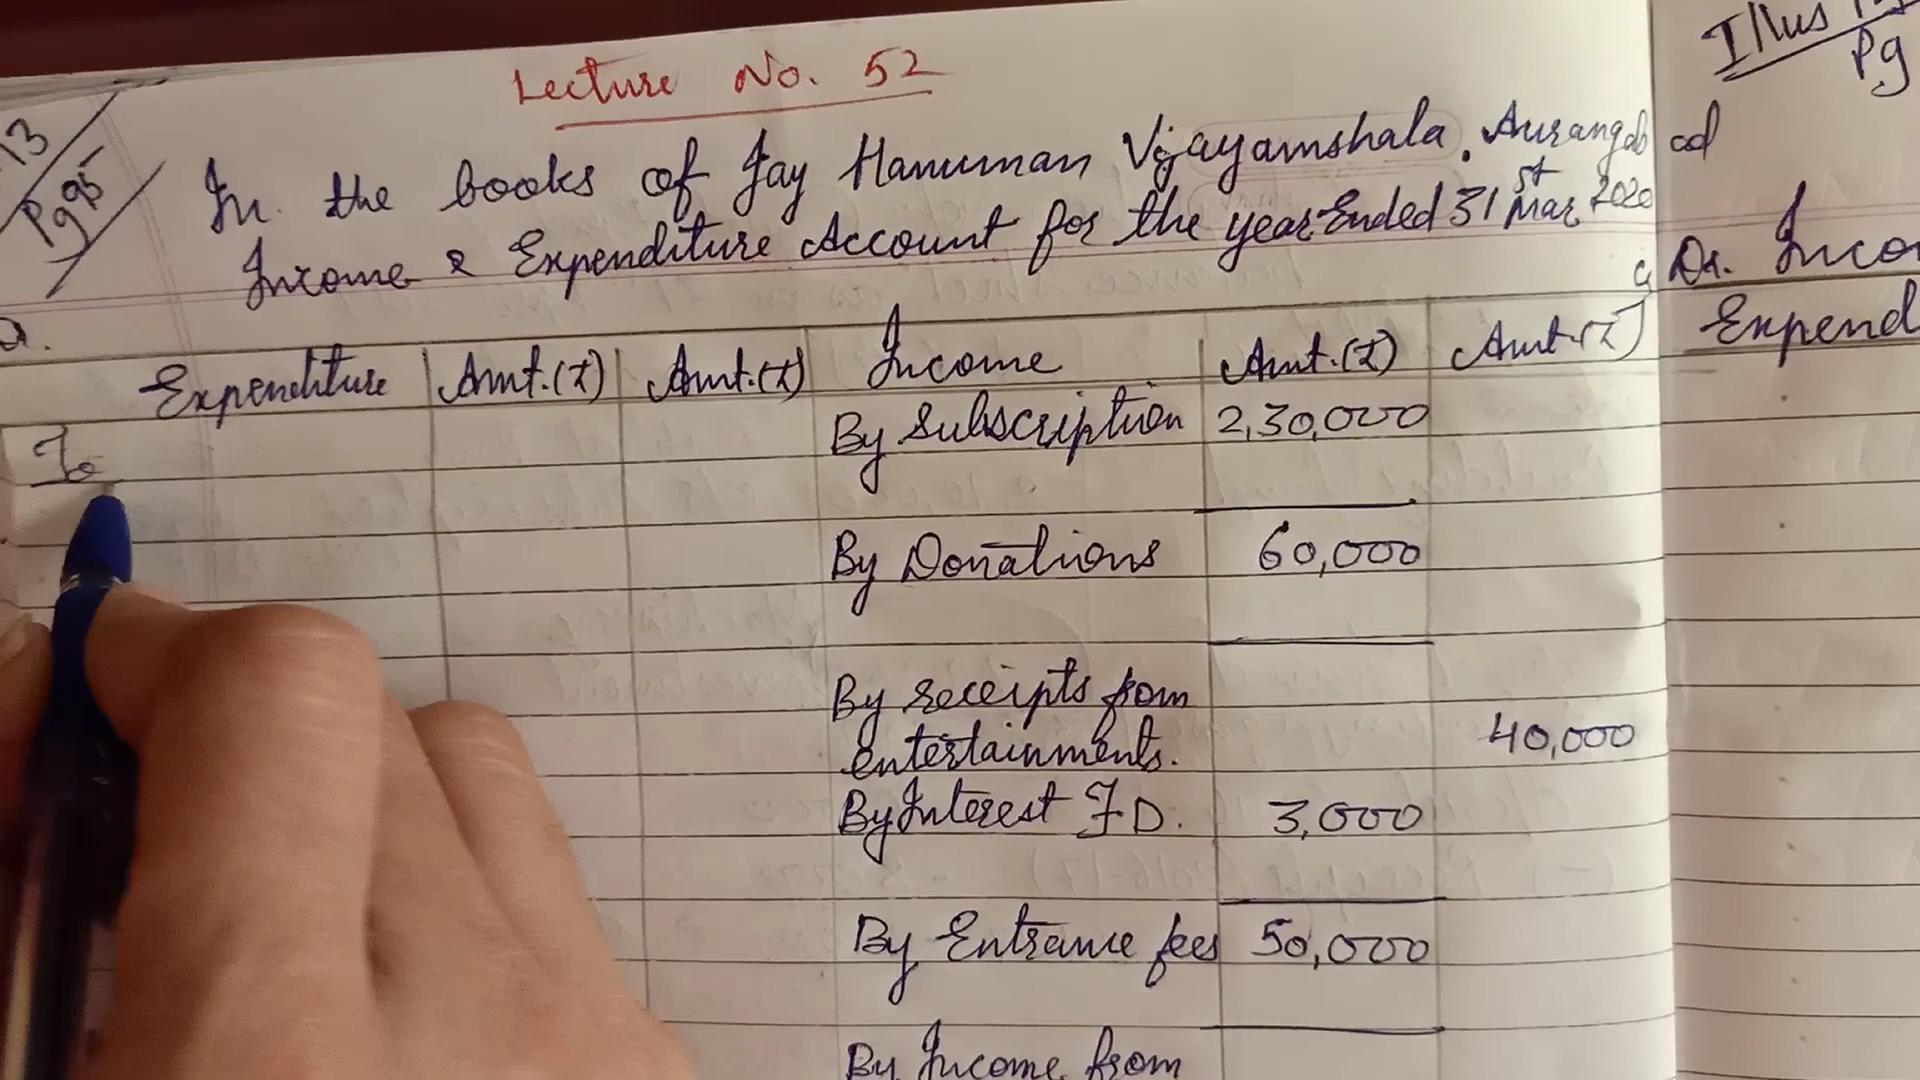 Lecture No. 52
13
Pg 95
In the books of Jay Hanuman Vyayamshala, Aurangabad
Income & Expenditure Account for the year Ended 31st Mar 2020
Expenditure Amt.(₹) Amt.(₹) Income Amt.(₹) Amt.(₹)
To
By Subscription 2,30,000
By Donations 60,000
By receipts from
entertainments. 40,000
By Interest F D. 3,000
By Entrance fees 50,000
By Income from
Illus
Pg
Dr. Inco
Expend